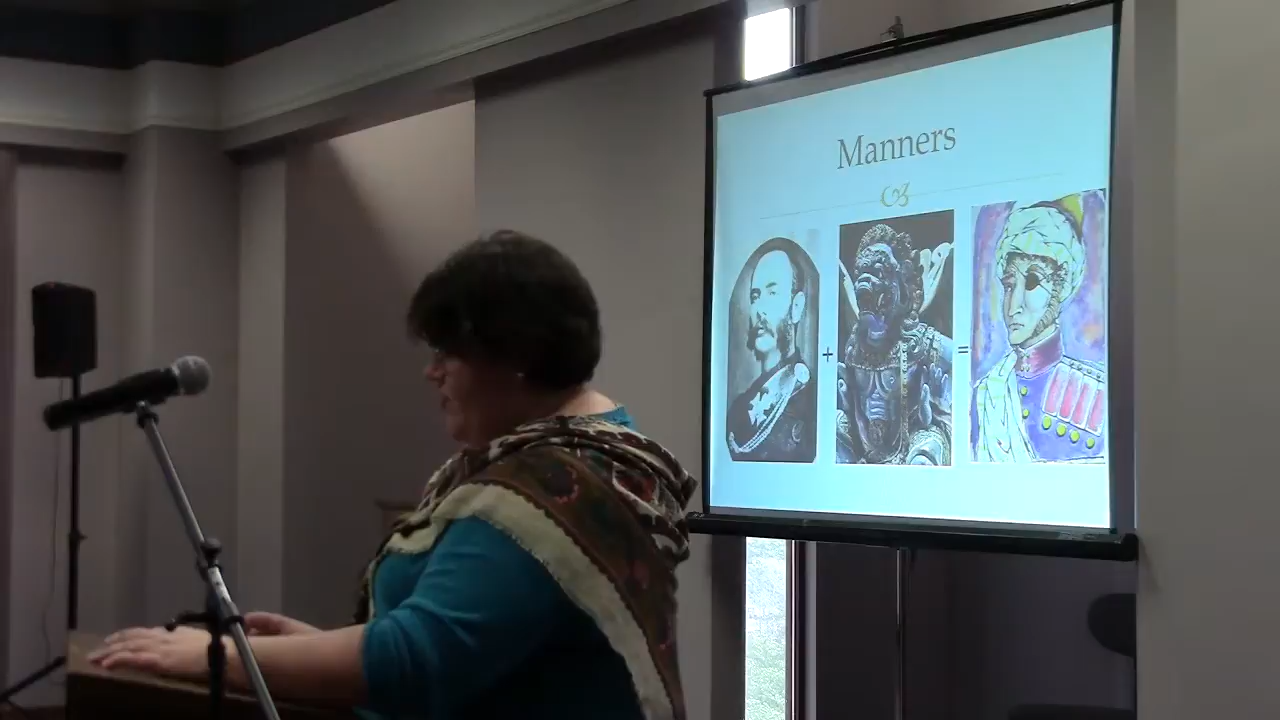 Manners
+ =